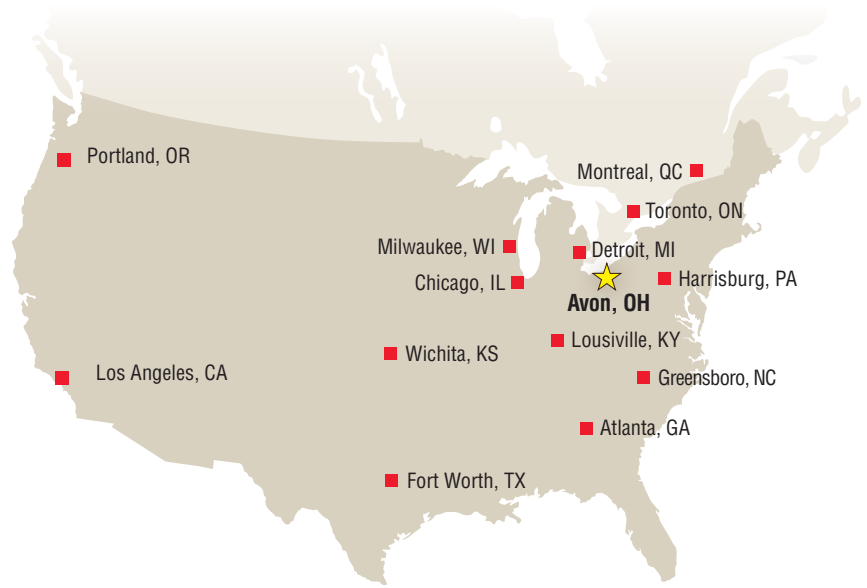 Portland, OR
Montreal, QC
Toronto, ON
Milwaukee, WI
Detroit, MI
Chicago, IL
Harrisburg, PA
Avon, OH
Lousiville, KY
Wichita, KS
Los Angeles, CA
Greensboro, NC
Atlanta, GA
Fort Worth, TX